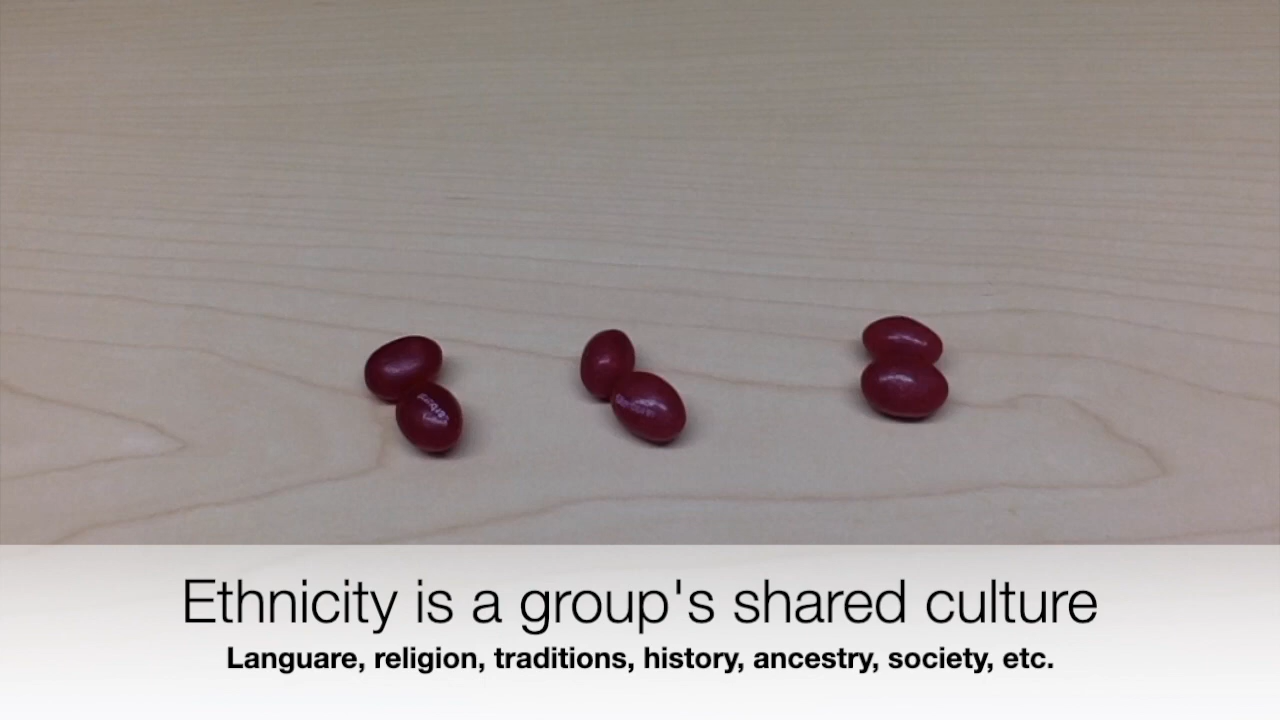 Ethnicity is a group's shared culture
Languare, religion, traditions, history, ancestry, society, etc.